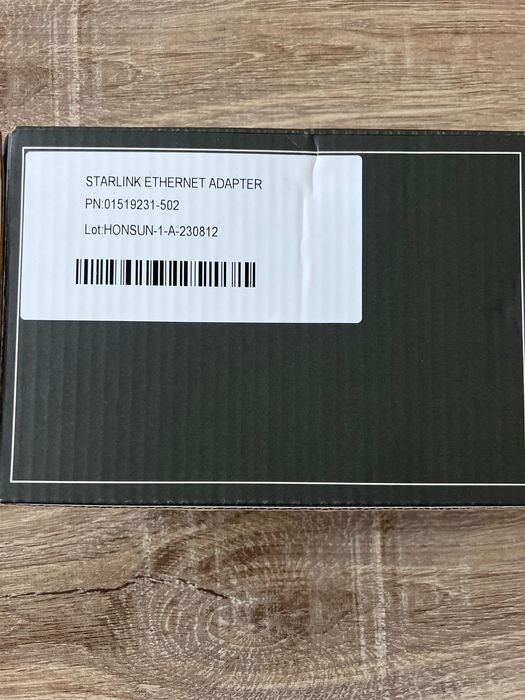 STARLINK ETHERNET ADAPTER
PN:01519231-502
Lot:HONSUN-1-A-230812